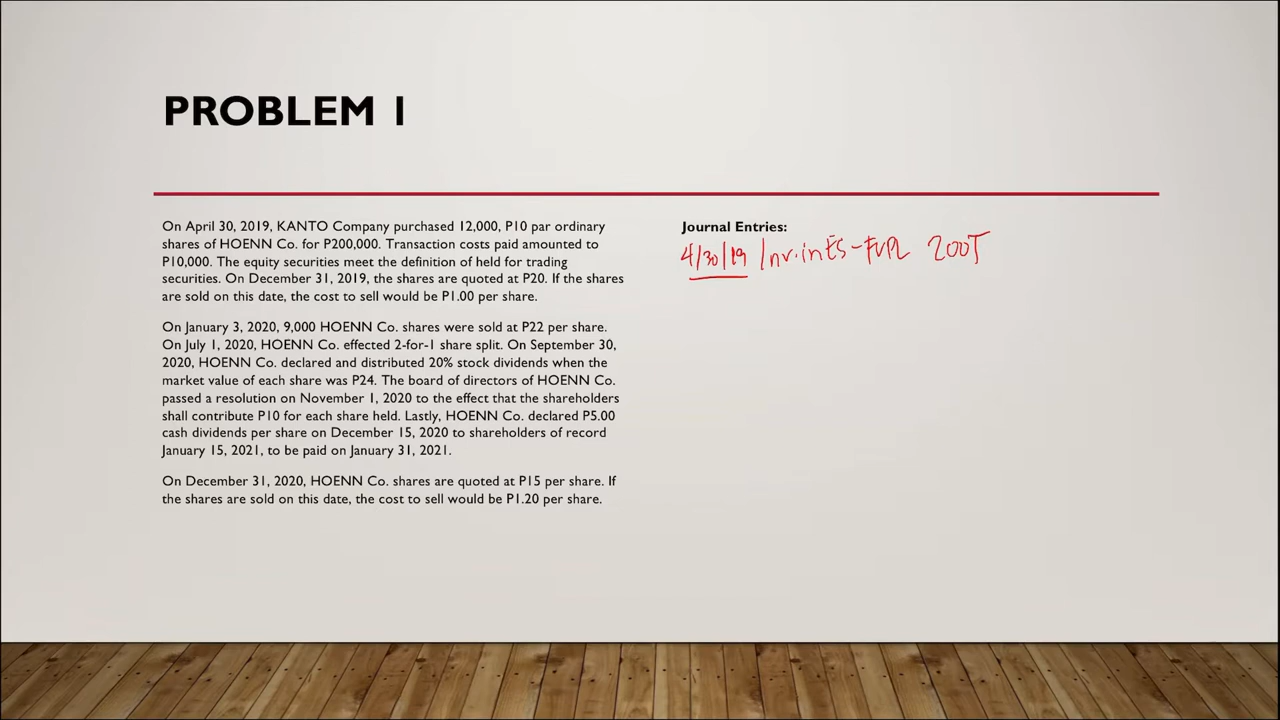 PROBLEM 1
On April 30, 2019, KANTO Company purchased 12,000, P10 par ordinary
shares of HOENN Co. for P200,000. Transaction costs paid amounted to
P10,000. The equity securities meet the definition of held for trading
securities. On December 31, 2019, the shares are quoted at P20. If the shares
are sold on this date, the cost to sell would be P1.00 per share.
On January 3, 2020, 9,000 HOENN Co. shares were sold at P22 per share.
On July 1, 2020, HOENN Co. effected 2-for-1 share split. On September 30,
2020, HOENN Co. declared and distributed 20% stock dividends when the
market value of each share was P24. The board of directors of HOENN Co.
passed a resolution on November 1, 2020 to the effect that the shareholders
shall contribute P10 for each share held. Lastly, HOENN Co. declared P5.00
cash dividends per share on December 15, 2020 to shareholders of record
January 15, 2021, to be paid on January 31, 2021.
On December 31, 2020, HOENN Co. shares are quoted at P15 per share. If
the shares are sold on this date, the cost to sell would be P1.20 per share.
Journal Entries:
4/30/19 Inv. in ES - FVPL 200T